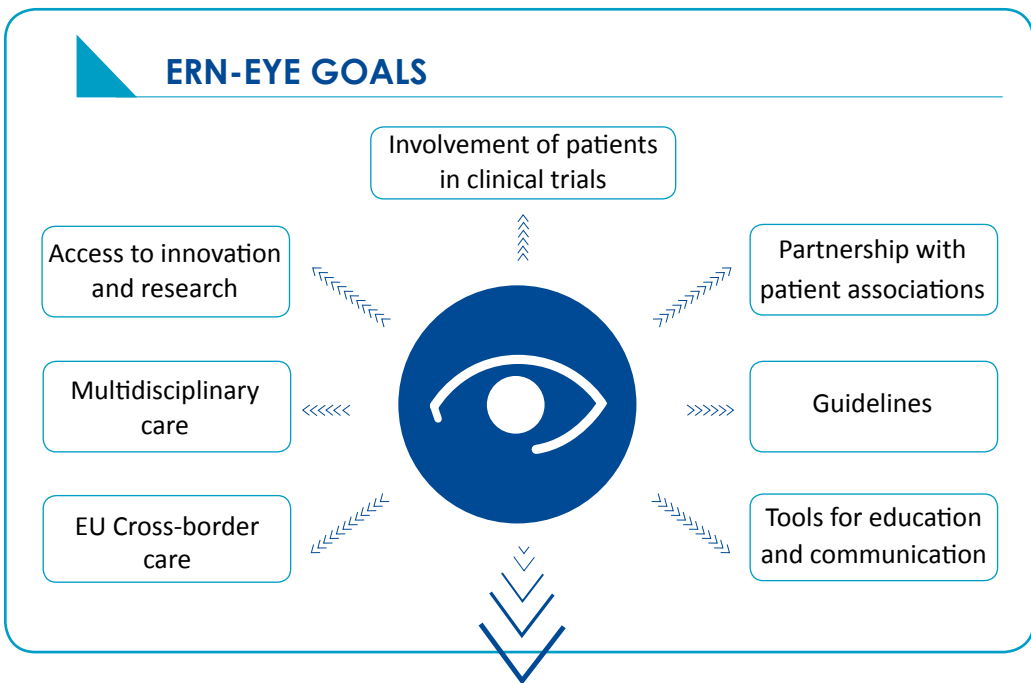 ERN-EYE GOALS
Involvement of patients
in clinical trials
Access to innovation
and research
Partnership with
patient associations
Multidisciplinary
care
Guidelines
EU Cross-border
care
Tools for education
and communication